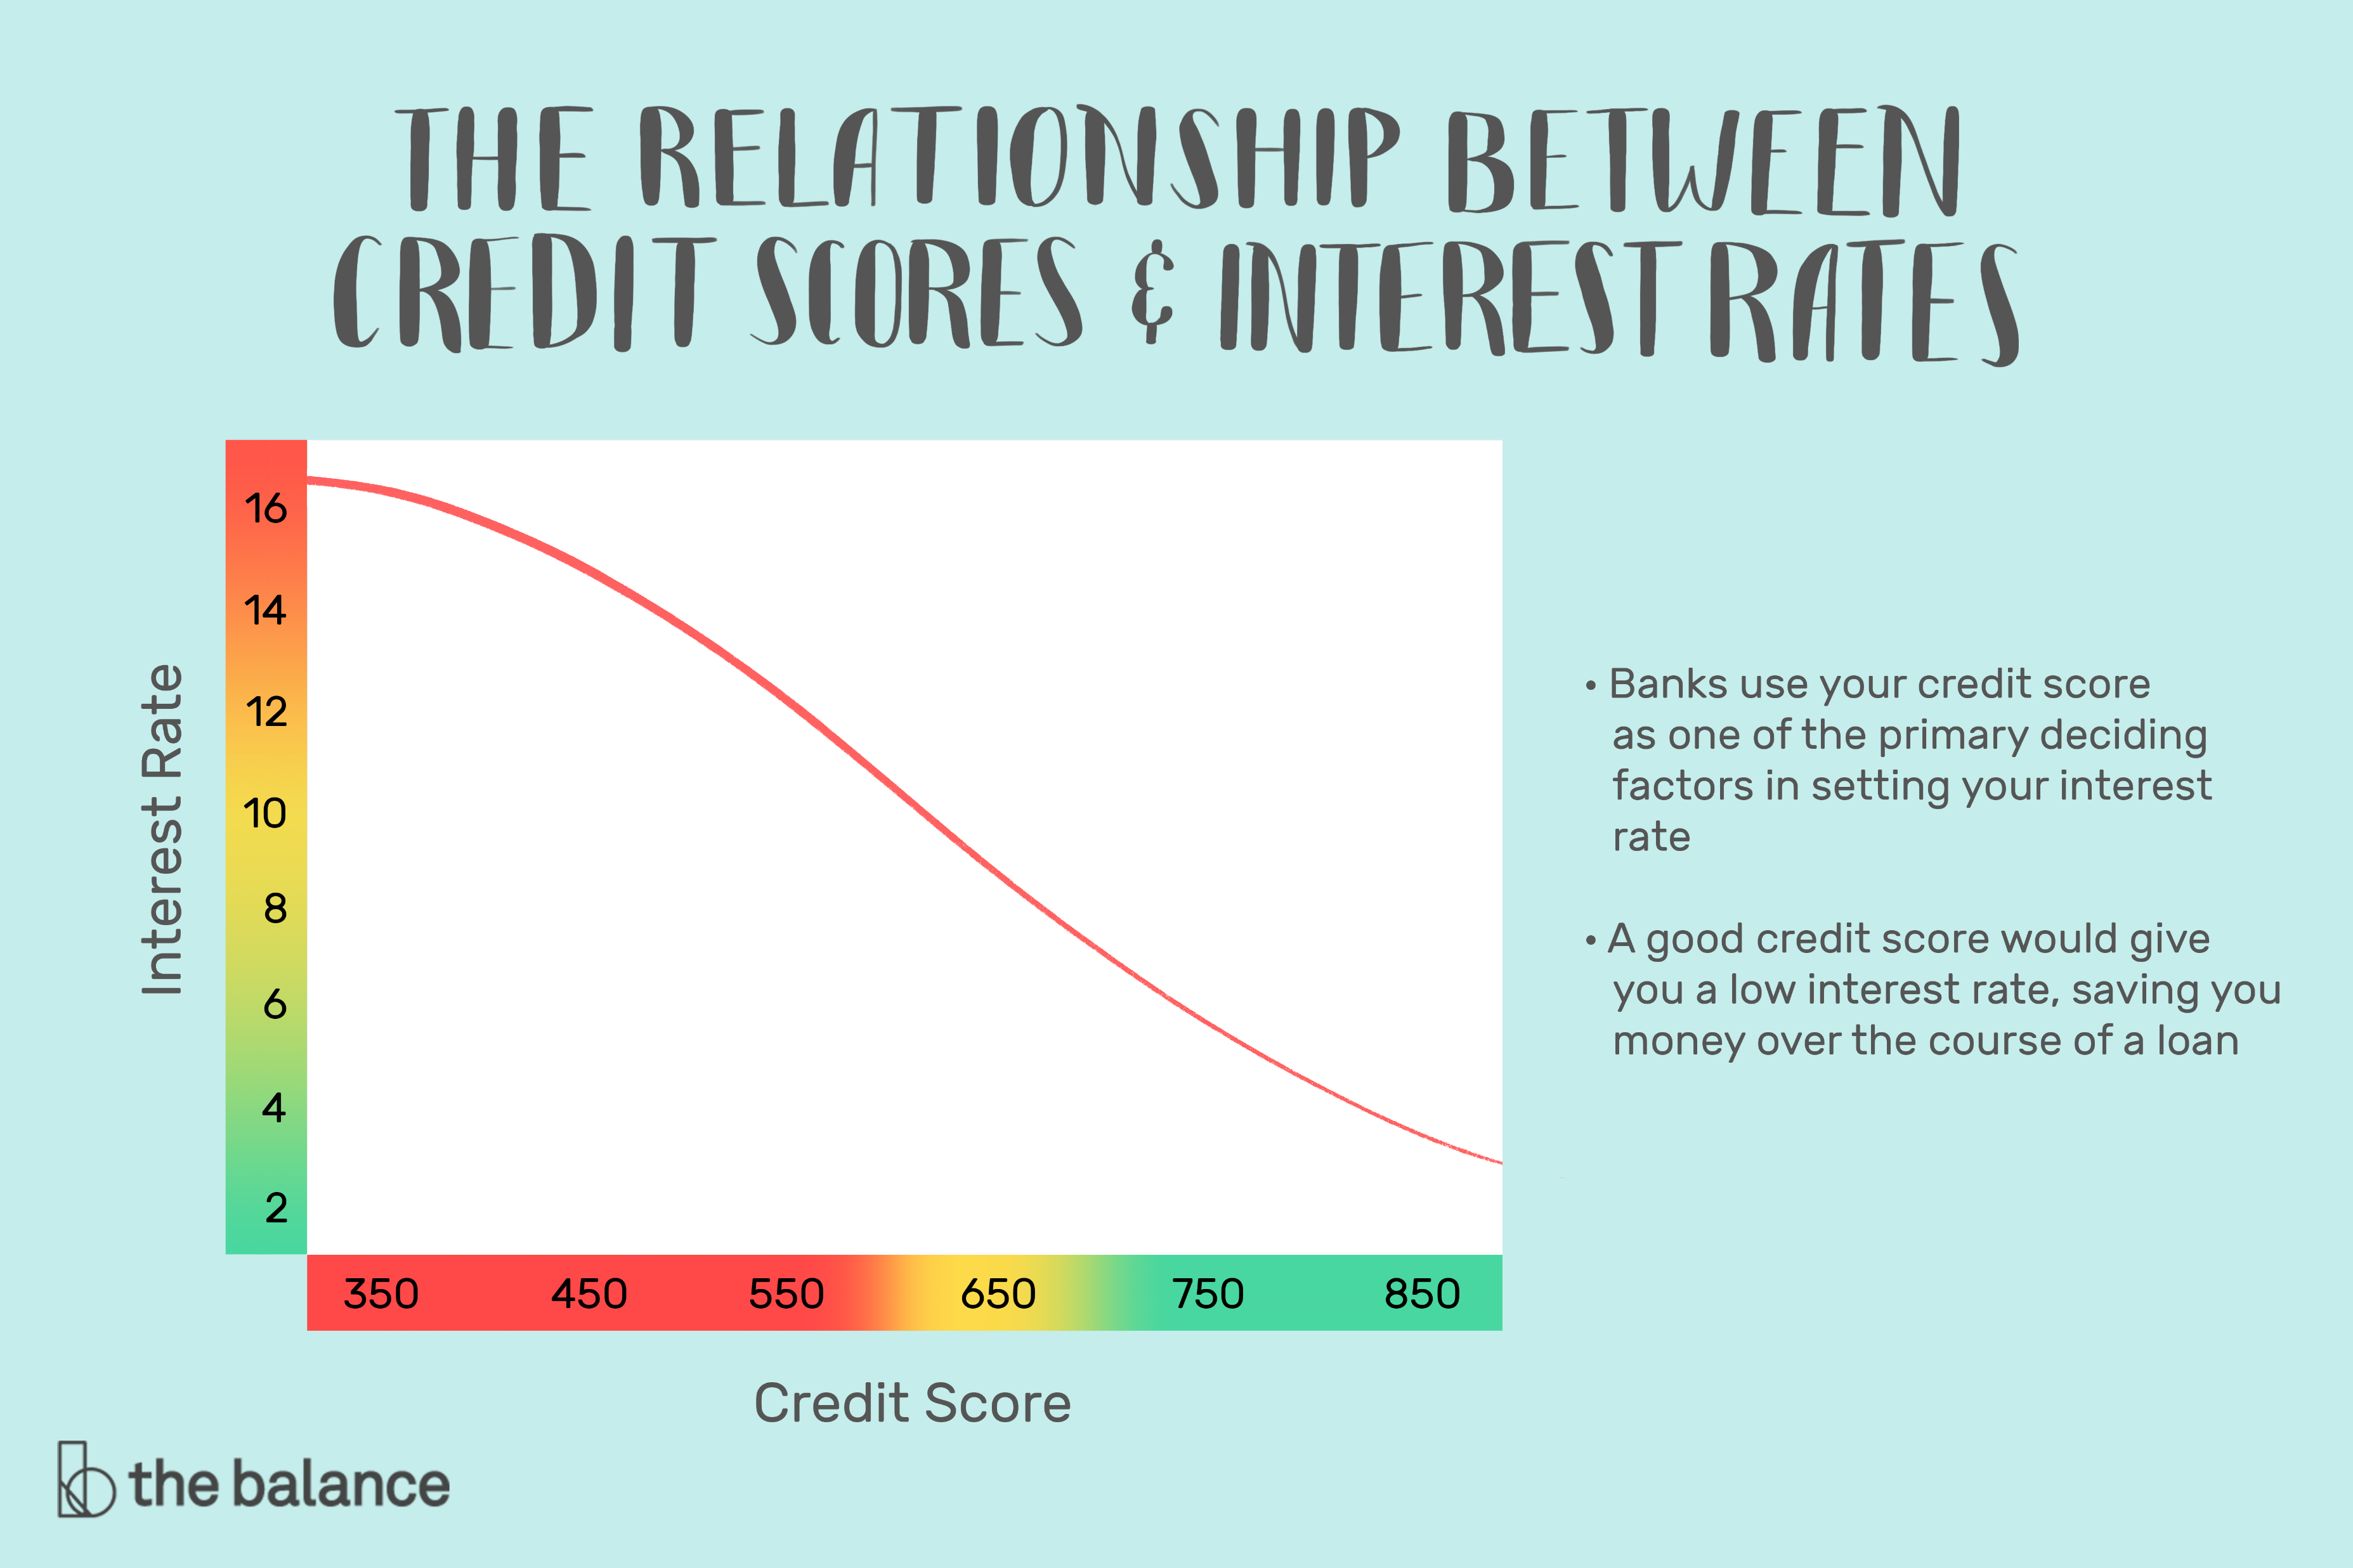 THE RELATIONSHIP BETWEEN
CREDIT SCORES & INTEREST RATES
Interest Rate
16
14
12
10
8
6
4
2
350 450 550 650 750 850
Credit Score
• Banks use your credit score
as one of the primary deciding
factors in setting your interest
rate
• A good credit score would give
you a low interest rate, saving you
money over the course of a loan
the balance